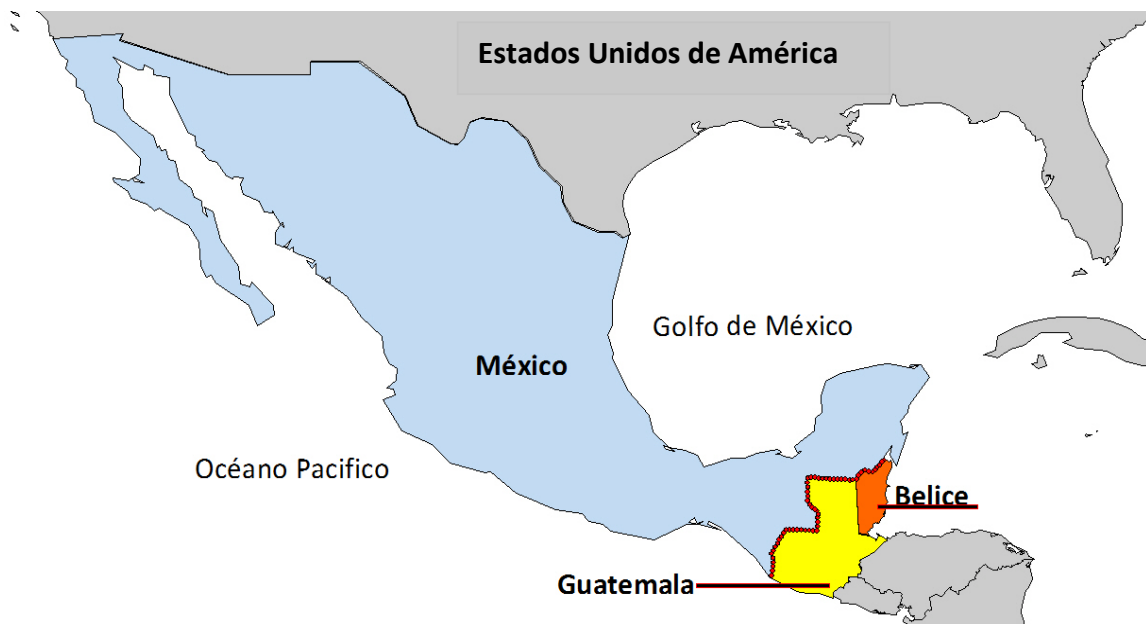 Estados Unidos de América
Golfo de México
México
Océano Pacifico
Belice
Guatemala